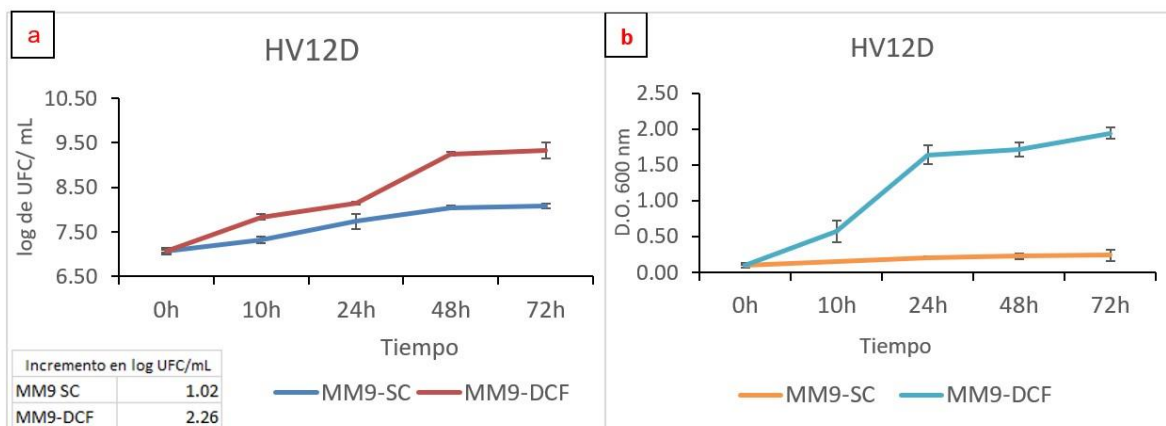 a
HV12D
log de UFC/ mL
10.50
9.50
8.50
7.50
6.50
0h 10h 24h 48h 72h
Tiempo
Incremento en log UFC/mL
MM9 SC 1.02
MM9-DCF 2.26
MM9-SC MM9-DCF
b
HV12D
D.O. 600 nm
2.50
2.00
1.50
1.00
0.50
0.00
0h 10h 24h 48h 72h
Tiempo
MM9-SC MM9-DCF